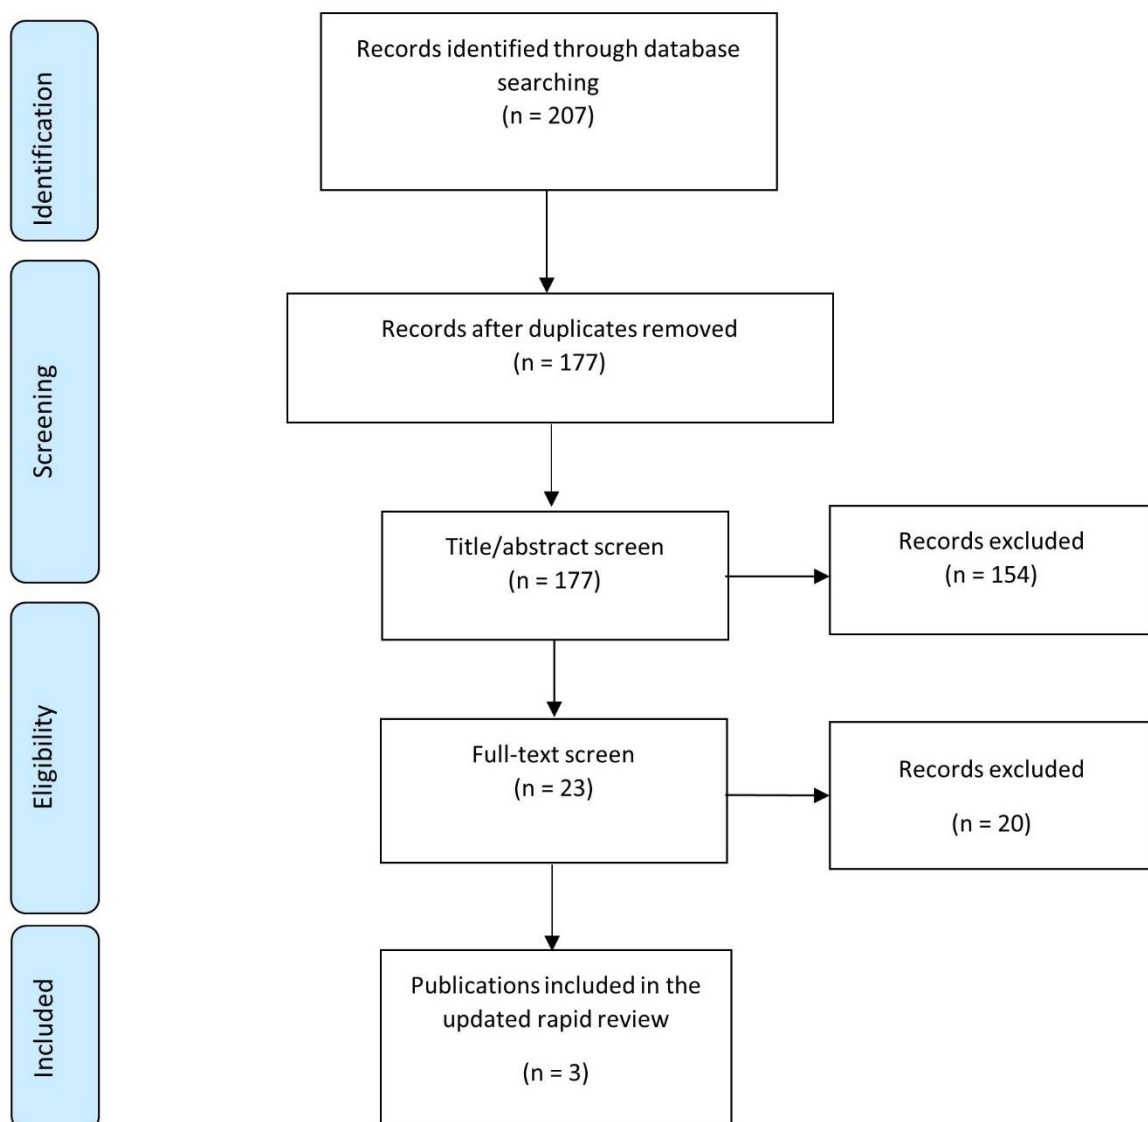 Identification
Records identified through database
searching
(n = 207)
Screening
Records after duplicates removed
(n = 177)
Title/abstract screen
(n = 177)
Records excluded
(n = 154)
Eligibility
Full-text screen
(n = 23)
Records excluded
(n = 20)
Included
Publications included in the
updated rapid review
(n = 3)